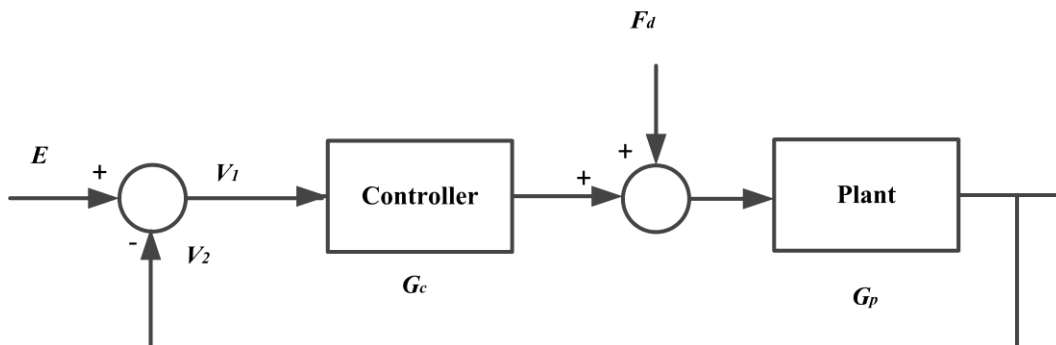 F_d
E
+
V_1
+
+
Controller
Plant
-
V_2
G_c
G_p